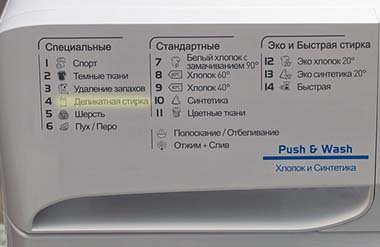 Специальные
1 Спорт
2 Темные ткани
3 Удаление запахов
4 Деликатная стирка
5 Шерсть
6 Пух / Перо
Стандартные
7 Белый хлопок с
замачиванием 90°
8 Хлопок 60°
9 Хлопок 40°
10 Синтетика
11 Цветные ткани
Полоскание / Отбеливание
Отжим + Слив
Эко и Быстрая стирка
12 Эко хлопок 20°
13 Эко синтетика 20°
14 Быстрая
Push & Wash
Хлопок и Синтетика